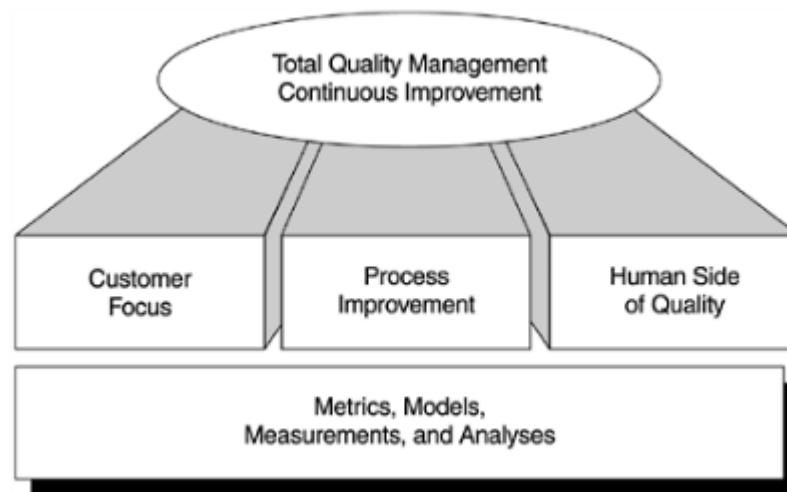 Total Quality Management
Continuous Improvement
Customer
Focus
Process
Improvement
Human Side
of Quality
Metrics, Models,
Measurements, and Analyses